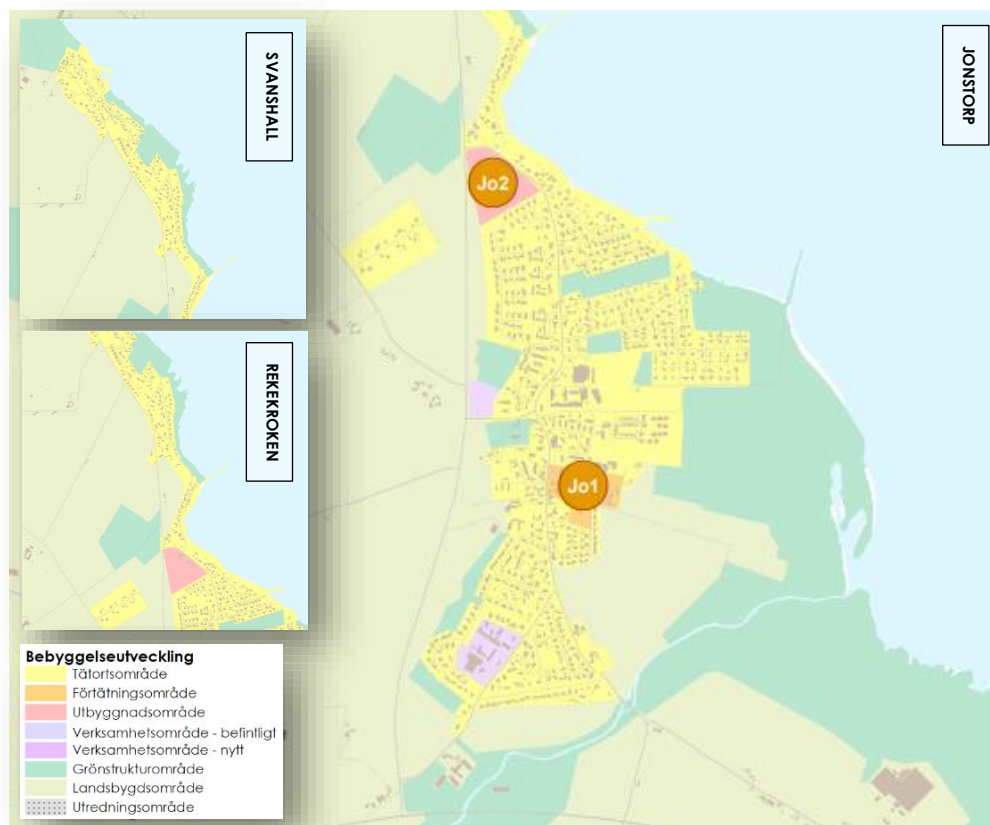 SVANSHALL
JONSTORP
Jo2
REKEKROKEN
Jo1
Bebyggelseutveckling
Tätortsområde
Förtätningsområde
Utbyggnadsområde
Verksamhetsområde - befintligt
Verksamhetsområde - nytt
Grönstrukturområde
Landsbygdsområde
Utredningsområde